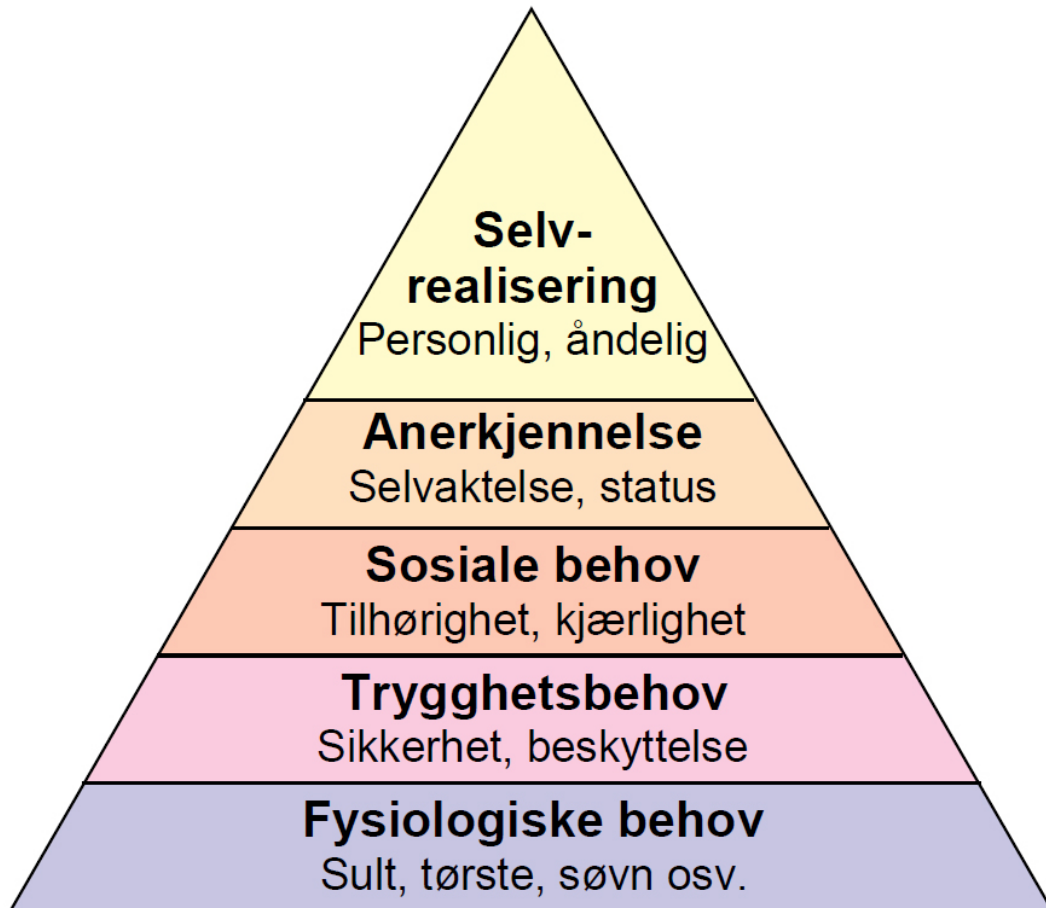 Selv-
realisering
Personlig, åndelig
Anerkjennelse
Selvaktelse, status
Sosiale behov
Tilhørighet, kjærlighet
Trygghetsbehov
Sikkerhet, beskyttelse
Fysiologiske behov
Sult, tørste, søvn osv.